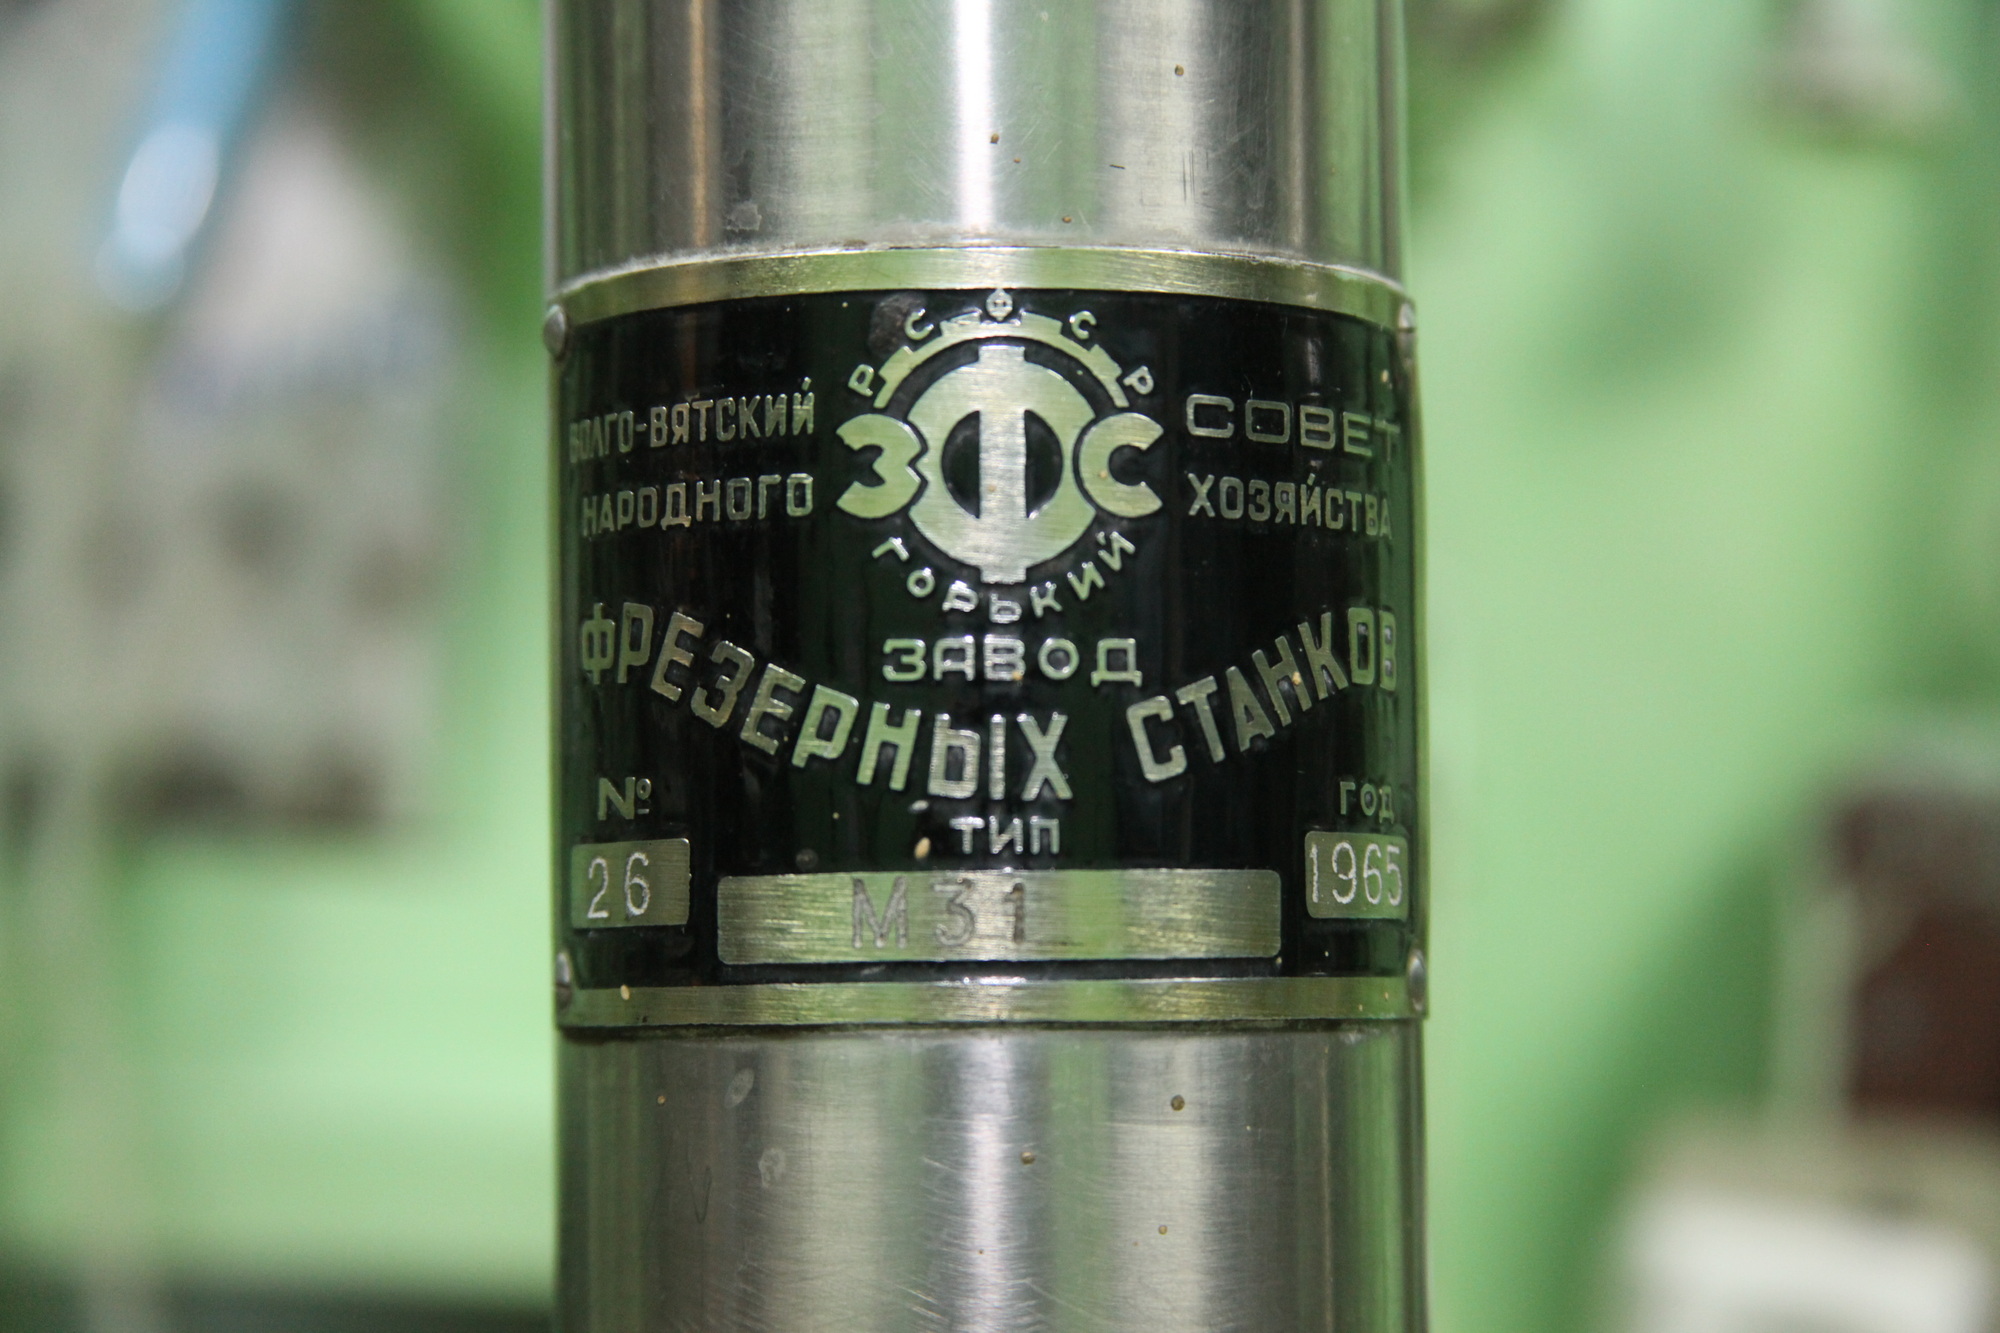 РСФСР
ВОЛГО-ВЯТСКИЙ ЗФС СОВЕТ
НАРОДНОГО ХОЗЯЙСТВА
ГОРЬКИЙ
ЗАВОД
ФРЕЗЕРНЫХ СТАНКОВ
№ ТИП ГОД
26 М31 1965